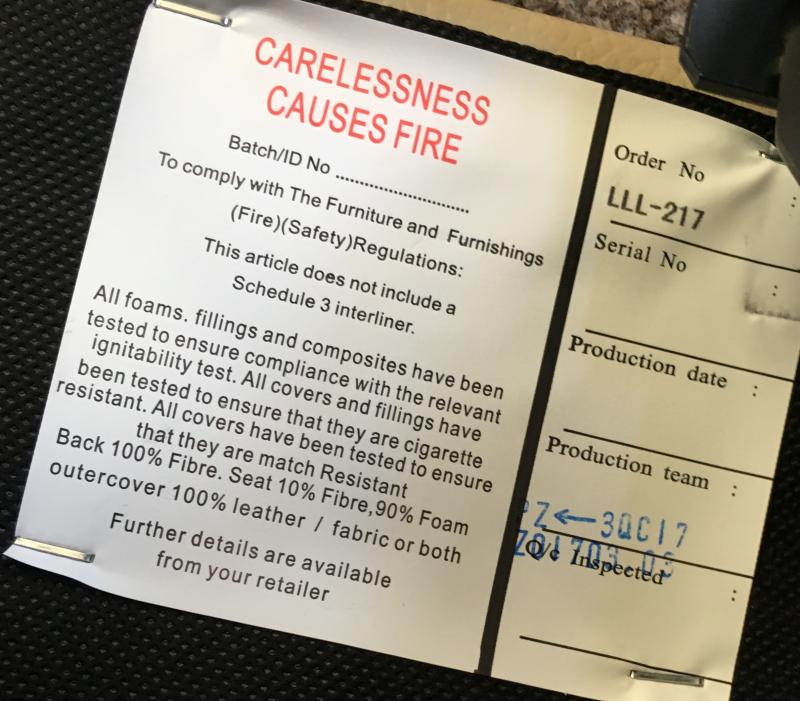 CARELESSNESS
CAUSES FIRE
Batch/ID No ..............................
To comply with The Furniture and Furnishings
(Fire)(Safety)Regulations:
This article does not include a
Schedule 3 interliner.
All foams. fillings and composites have been
tested to ensure compliance with the relevant
ignitability test. All covers and fillings have
been tested to ensure that they are cigarette
resistant. All covers have been tested to ensure
that they are match Resistant
Back 100% Fibre. Seat 10% Fibre,90% Foam
outercover 100% leather / fabric or both
Further details are available
from your retailer
Order No :
LLL-217
Serial No :
Production date :
Production team :
PZ←3QC17
Q/c Inspected :